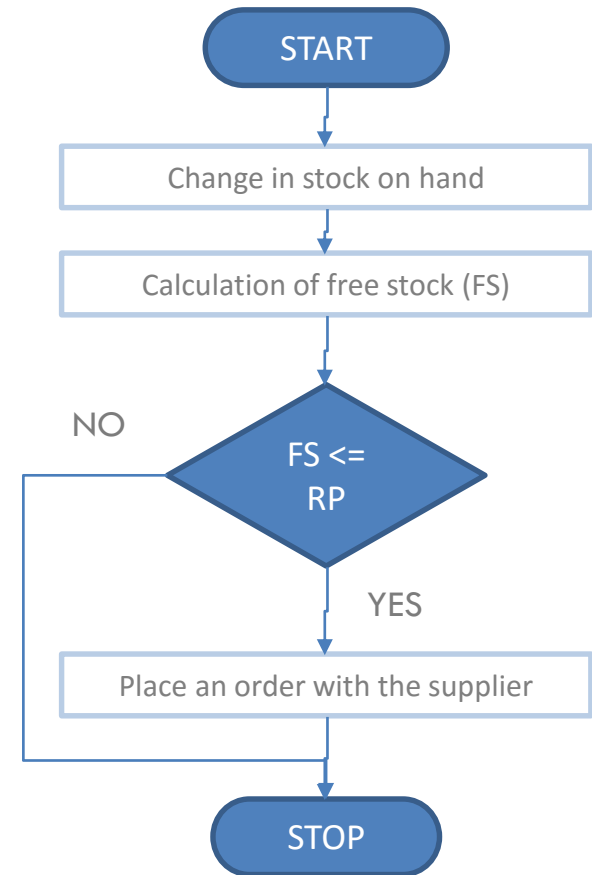 START
Change in stock on hand
Calculation of free stock (FS)
NO
FS <=
RP
YES
Place an order with the supplier
STOP